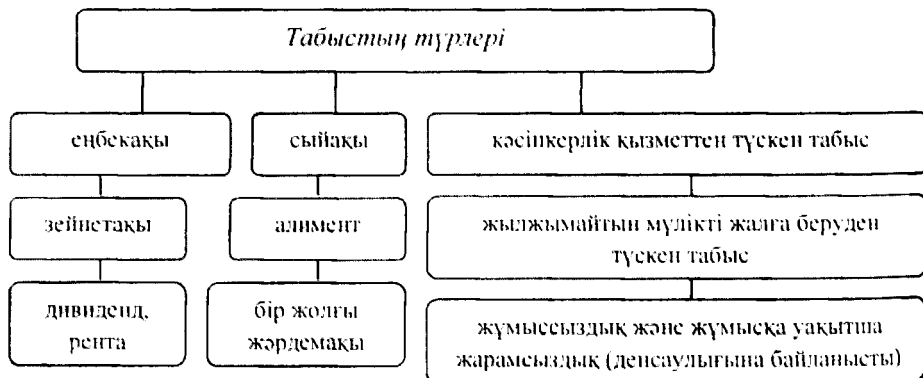 Табыстың түрлері
еңбекақы
сыйақы
кәсіпкерлік қызметтен түскен табыс
зейнетақы
алимент
жылжымайтын мүлікті жалға беруден
түскен табыс
дивиденд,
рента
бір жолғы
жәрдемақы
жұмыссыздық және жұмысқа уақытша
жарамсыздық (денсаулығына байланысты)